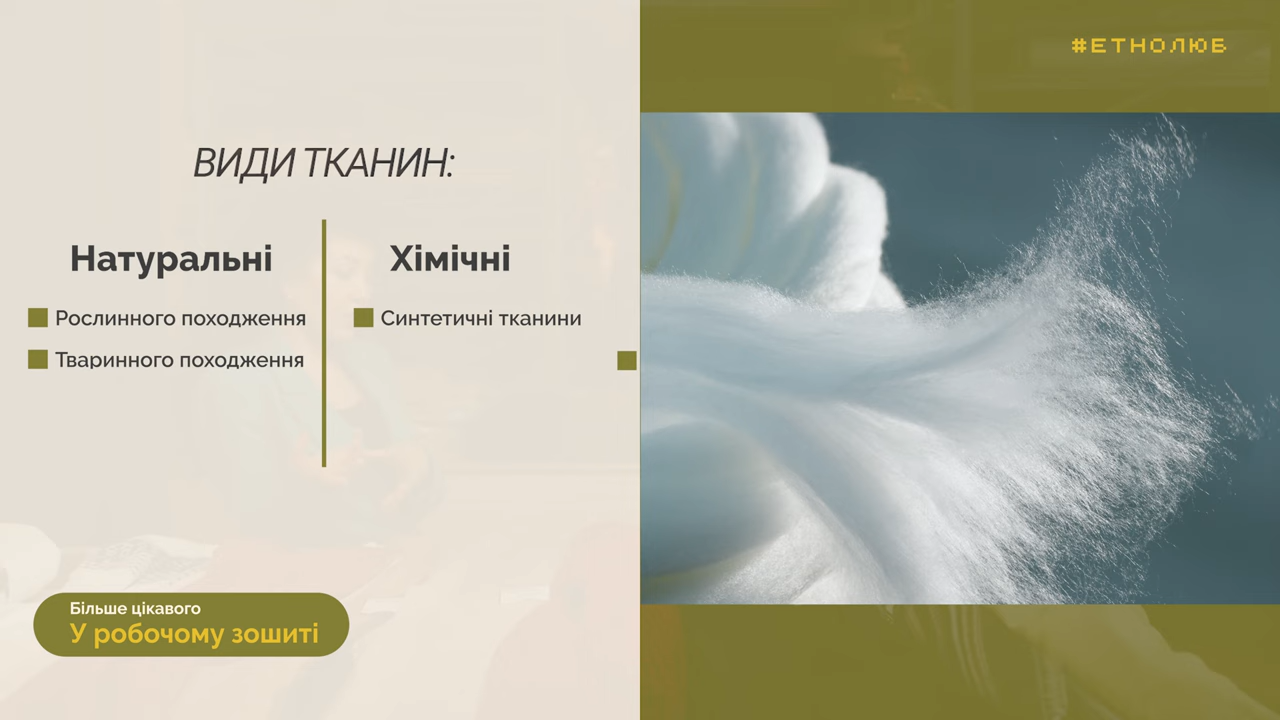 #ЕТНОЛЮБ
ВИДИ ТКАНИН:
Натуральні
Рослинного походження
Тваринного походження
Хімічні
Синтетичні тканини
Більше цікавого
У робочому зошиті